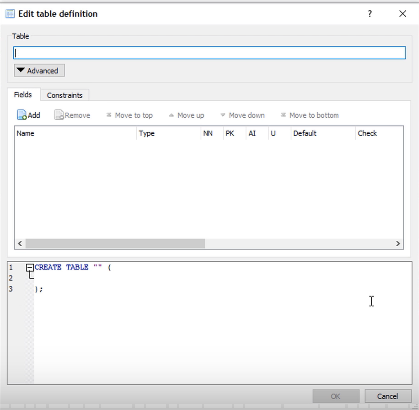 Edit table definition
Table
Advanced
Fields Constraints
Add Remove Move to top Move up Move down Move to bottom
Name Type NN PK AI U Default Check
1 CREATE TABLE "" (
2
3 );
OK Cancel